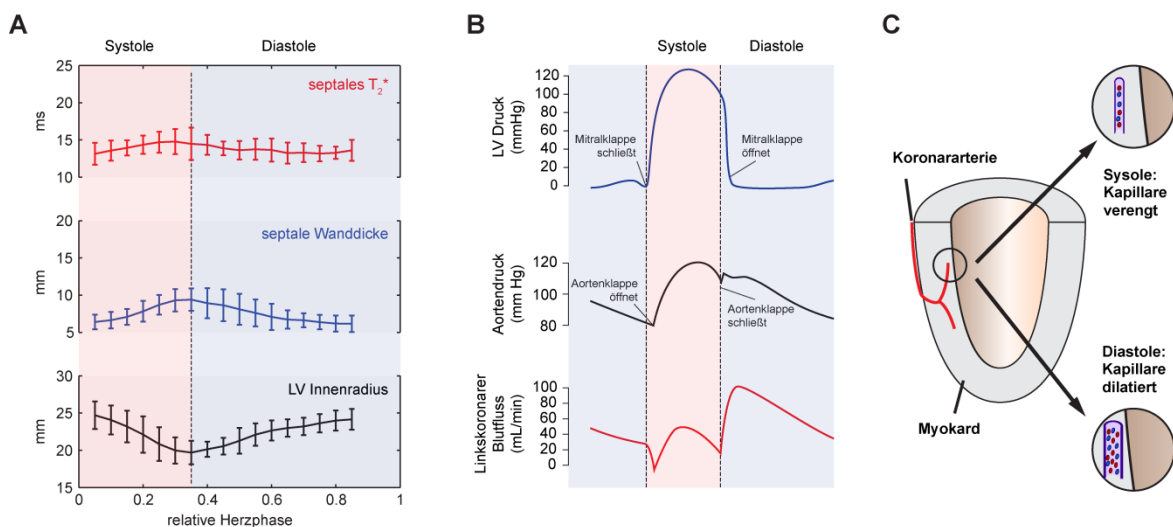 A
Systole
Diastole
25
20
15
10
ms
septales T2*
20
15
10
5
mm
septale Wanddicke
30
25
20
15
mm
LV Innenradius
0
0.2
0.4
0.6
0.8
1
relative Herzphase
B
Systole
Diastole
LV Druck
(mmHg)
120
100
80
60
40
20
0
Mitralklappe
schließt
Mitralklappe
öffnet
Aortendruck
(mm Hg)
120
100
80
Aortenklappe
öffnet
Aortenklappe
schließt
Linkskoronarer
Blutfluss
(mL/min)
100
80
60
40
20
0
C
Koronararterie
Sysole:
Kapillare
verengt
Diastole:
Kapillare
dilatiert
Myokard